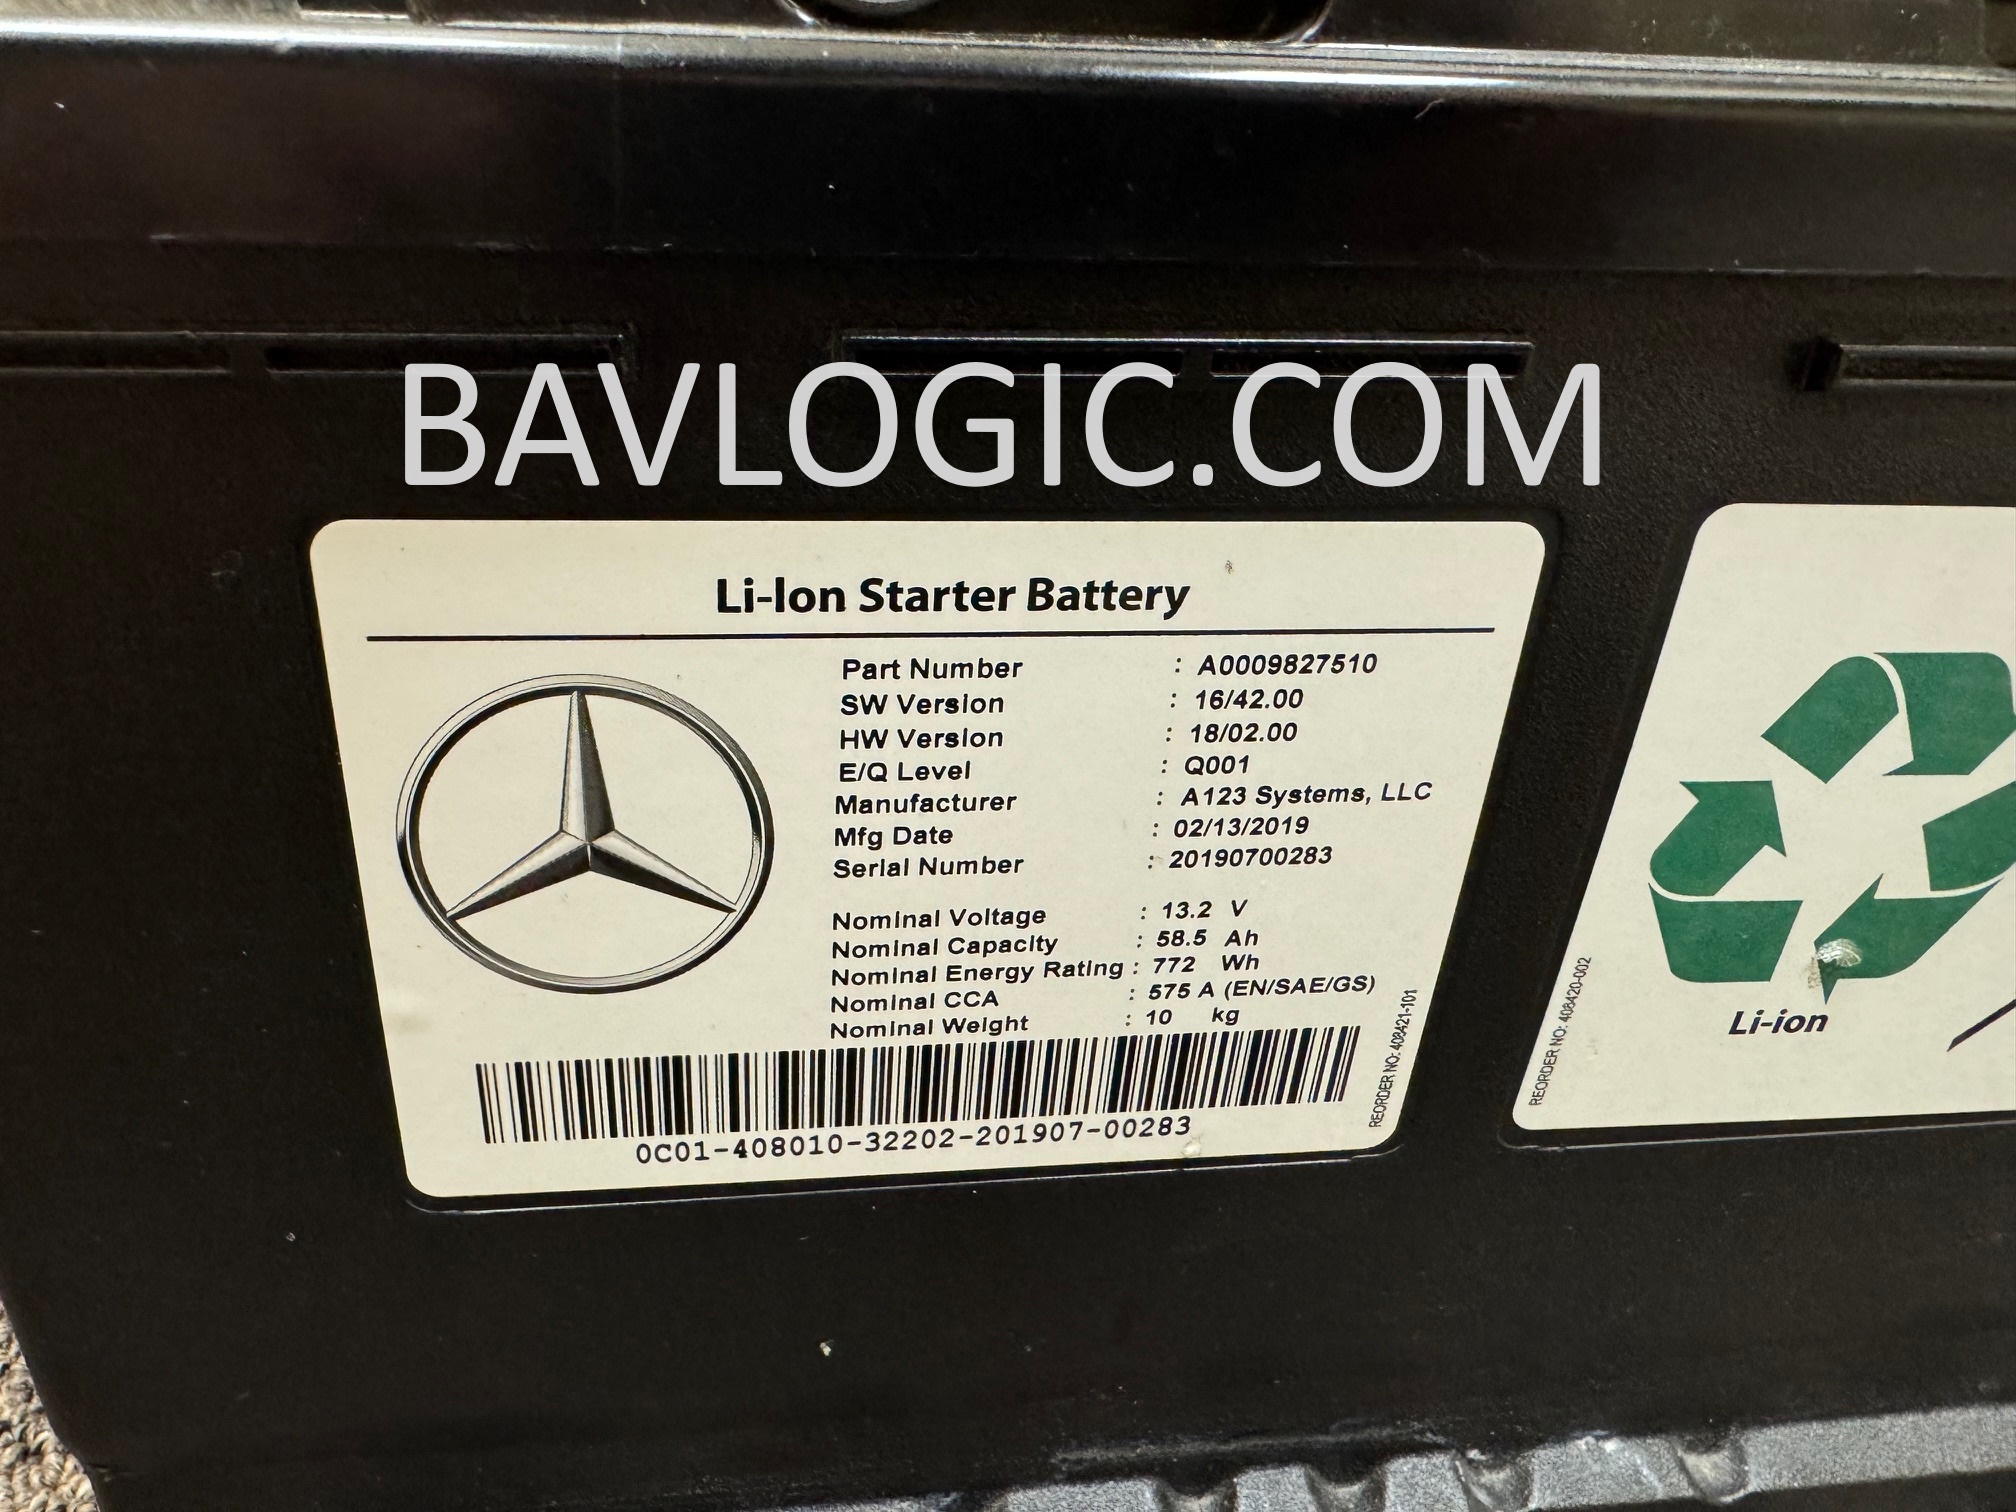 BAVLOGIC.COM
Li-Ion Starter Battery
Part Number : A0009827510
SW Version : 16/42.00
HW Version : 18/02.00
E/Q Level : Q001
Manufacturer : A123 Systems, LLC
Mfg Date : 02/13/2019
Serial Number : 20190700283
Nominal Voltage : 13.2 V
Nominal Capacity : 58.5 Ah
Nominal Energy Rating : 772 Wh
Nominal CCA : 575 A (EN/SAE/GS)
Nominal Weight : 10 kg
0C01-408010-32202-201907-00283
REORDER NO: 408421-101
Li-ion
REORDER NO: 408420-002